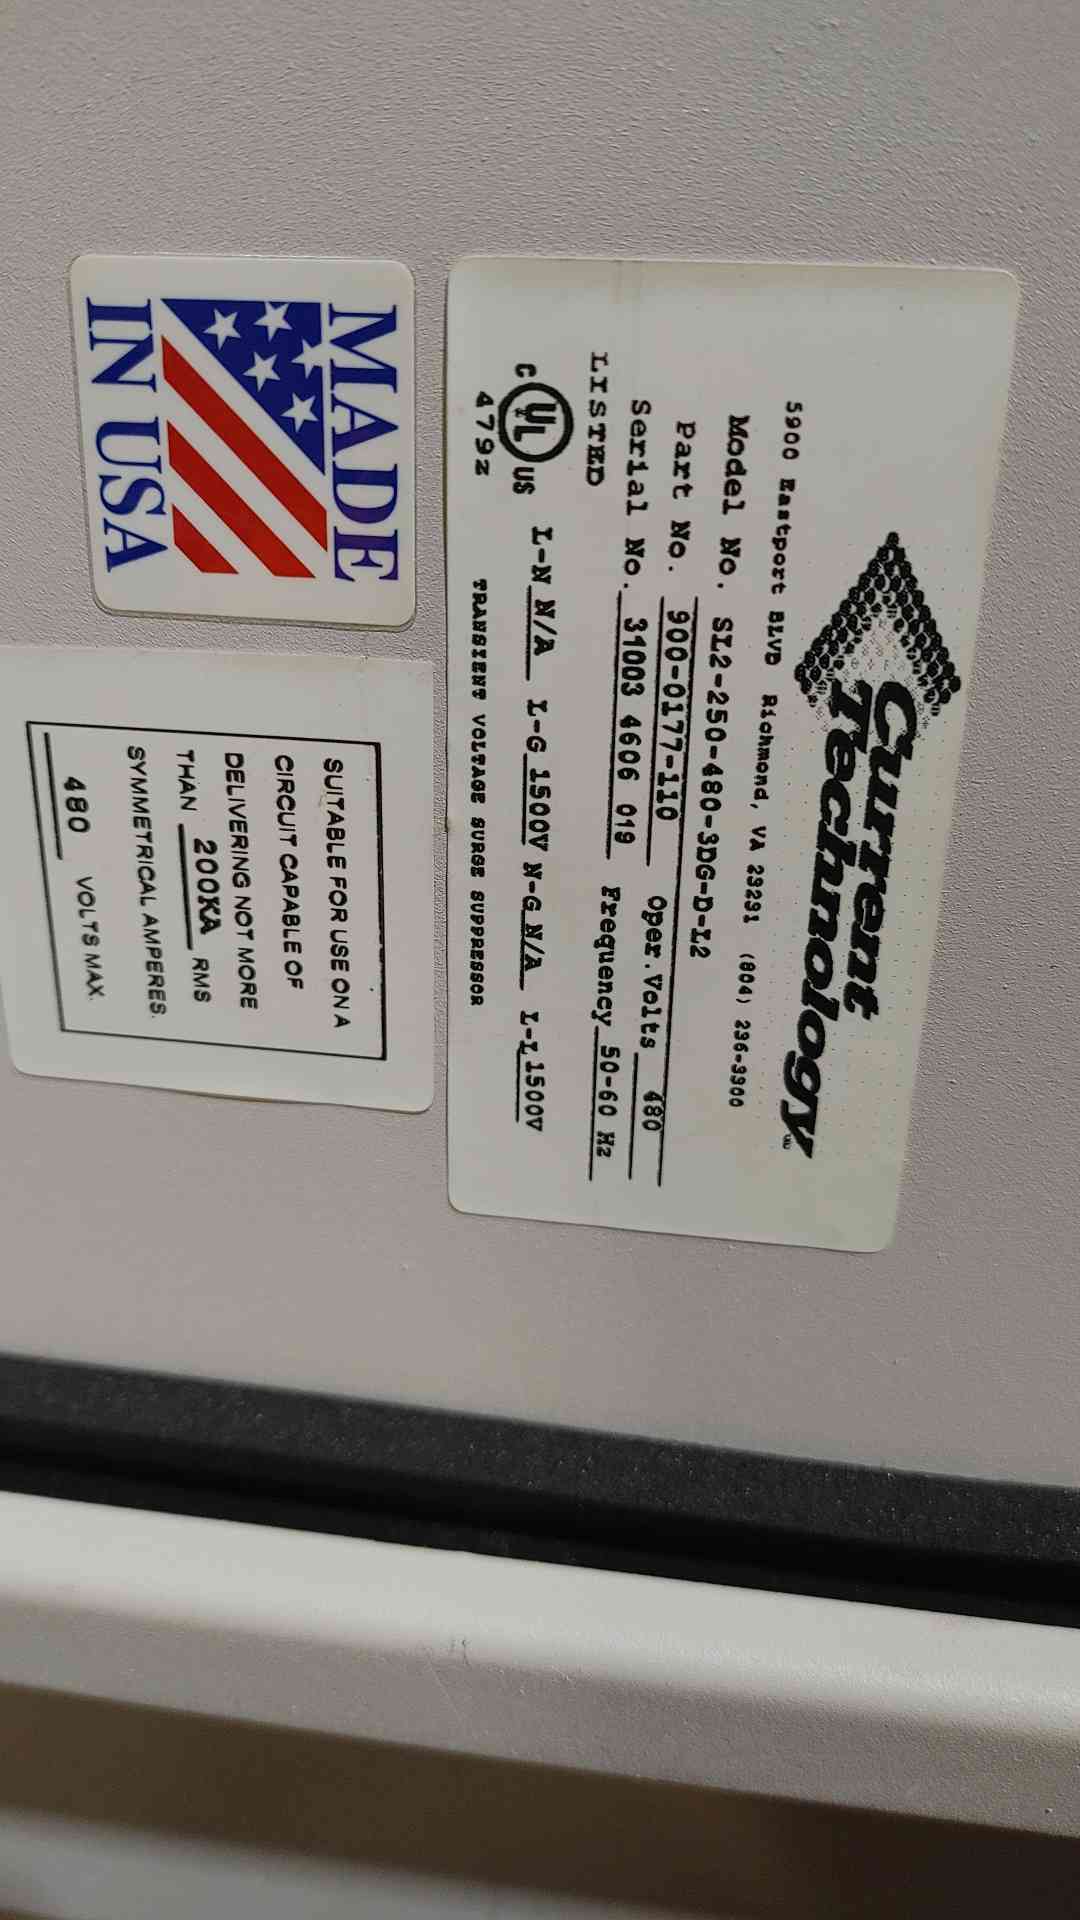 Current
Technology
5900 Eastport BLVD Richmond, VA 23231 (804) 236-3300
Model No. SL2-250-480-3DG-D-L2
Part No. 900-0177-110 Oper.Volts 480
Serial No. 31003 4606 019 Frequency 50-60 Hz
LISTED
C UL US L-N N/A L-G 1500V N-G N/A L-L 1500V
479Z TRANSIENT VOLTAGE SURGE SUPPRESSOR
MADE
IN USA
SUITABLE FOR USE ON A
CIRCUIT CAPABLE OF
DELIVERING NOT MORE
THAN 200KA RMS
SYMMETRICAL AMPERES.
480 VOLTS MAX.